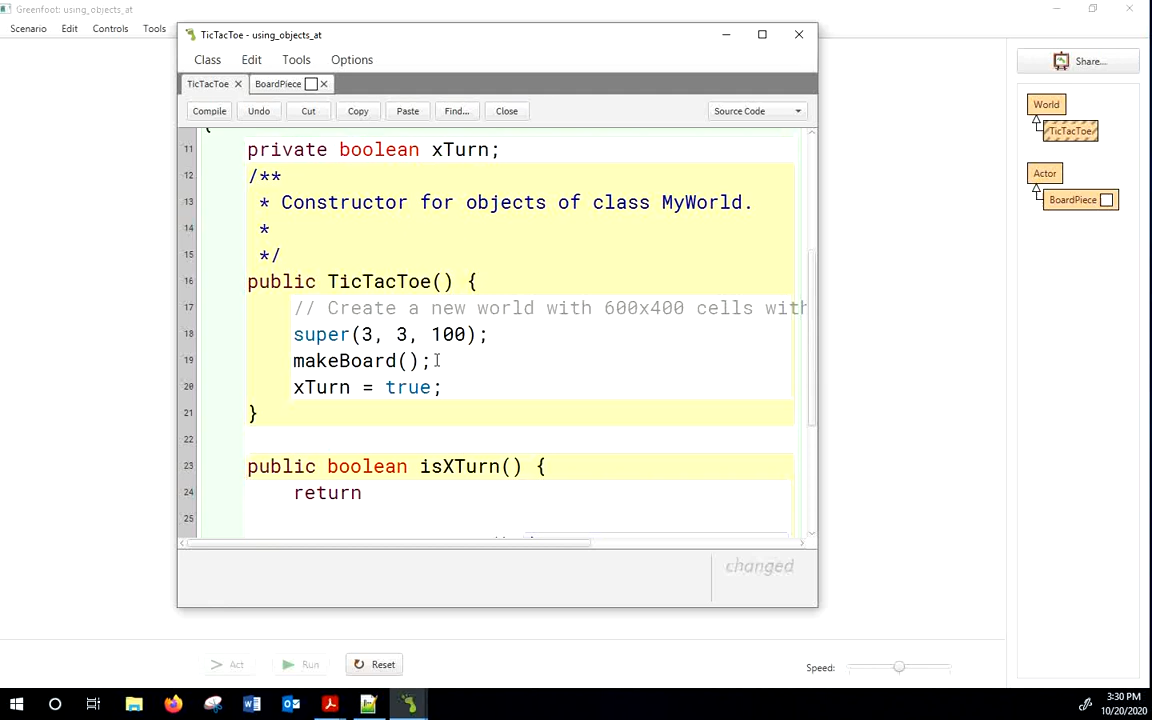 Greenfoot: using_objects_at
Scenario Edit Controls Tools
TicTacToe - using_objects_at
Class Edit Tools Options
TicTacToe BoardPiece
Compile Undo Cut Copy Paste Find... Close Source Code
11 private boolean xTurn;
12 /**
13 * Constructor for objects of class MyWorld.
14 *
15 */
16 public TicTacToe() {
17 // Create a new world with 600x400 cells with
18 super(3, 3, 100);
19 makeBoard();
20 xTurn = true;
21 }
22
23 public boolean isXTurn() {
24 return
25
changed
Share...
World
TicTacToe
Actor
BoardPiece
Act Run Reset Speed:
3:30 PM
10/20/2020